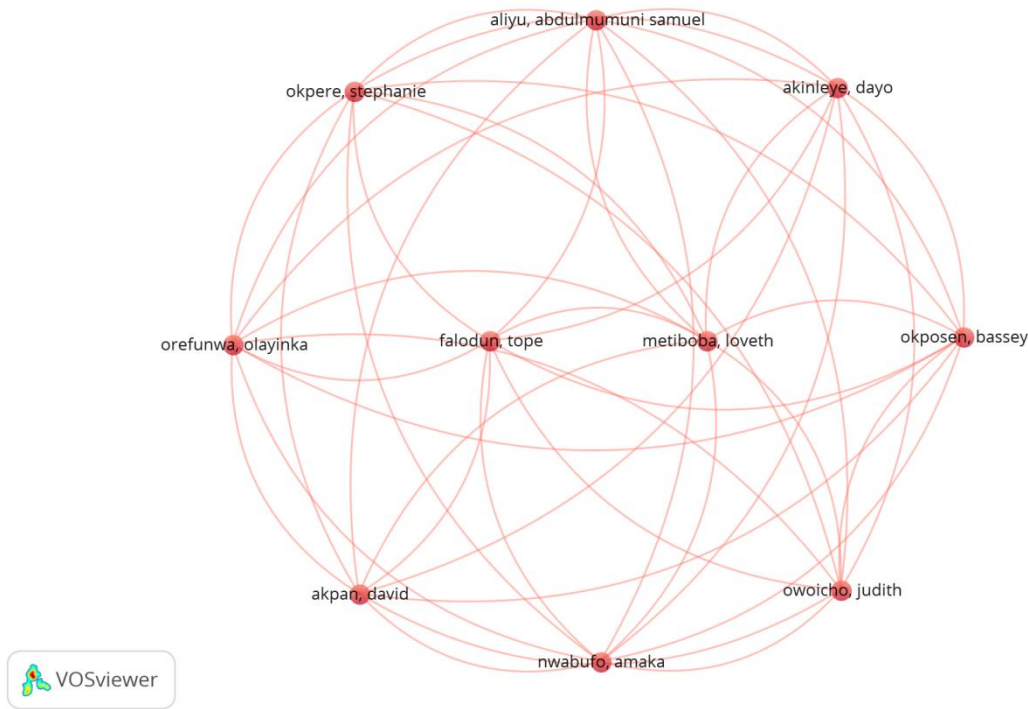 aliyu, abdulmumuni samuel
okpere, stephanie
akinleye, dayo
orefunwa, olayinka
falodun, tope
metiboba, loveth
okposen, bassey
akpan, david
owoicho, judith
nwabufo, amaka
VOSviewer